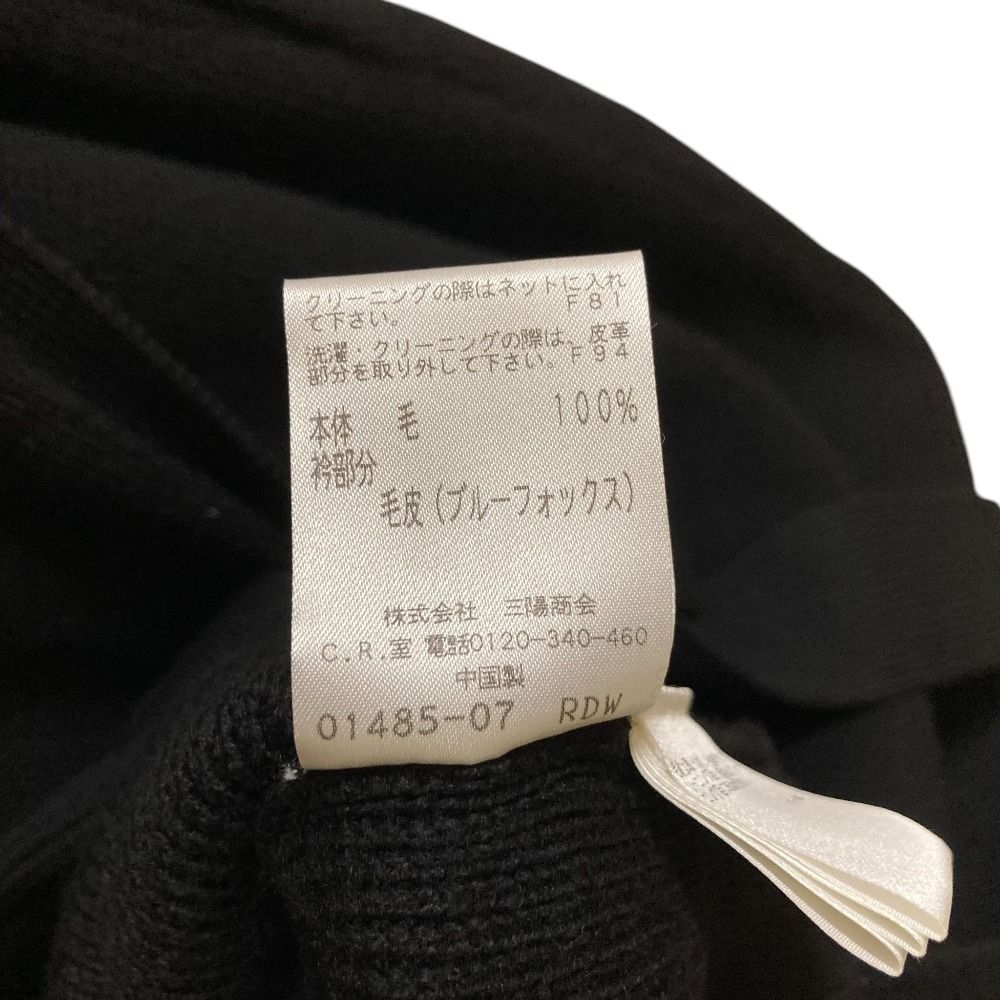 クリーニングの際はネットに入れ
て下さい。 F81
洗濯・クリーニングの際は、皮革
部分を取り外して下さい。F94
本体 毛 100%
衿部分
毛皮(ブルーフォックス)
株式会社 三陽商会
C.R.室 電話0120-340-460
中国製
01485-07 RDW